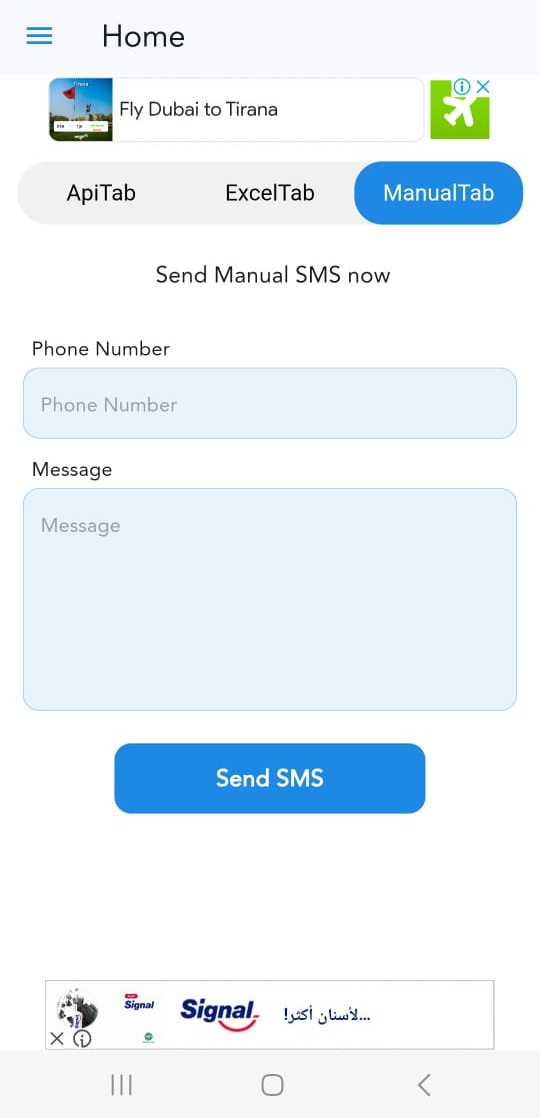 Home
Tirana
Fly Dubai to Tirana
ApiTab ExcelTab ManualTab
Send Manual SMS now
Phone Number
Phone Number
Message
Message
Send SMS
Signal
Signal
لأسنان أكثر!...